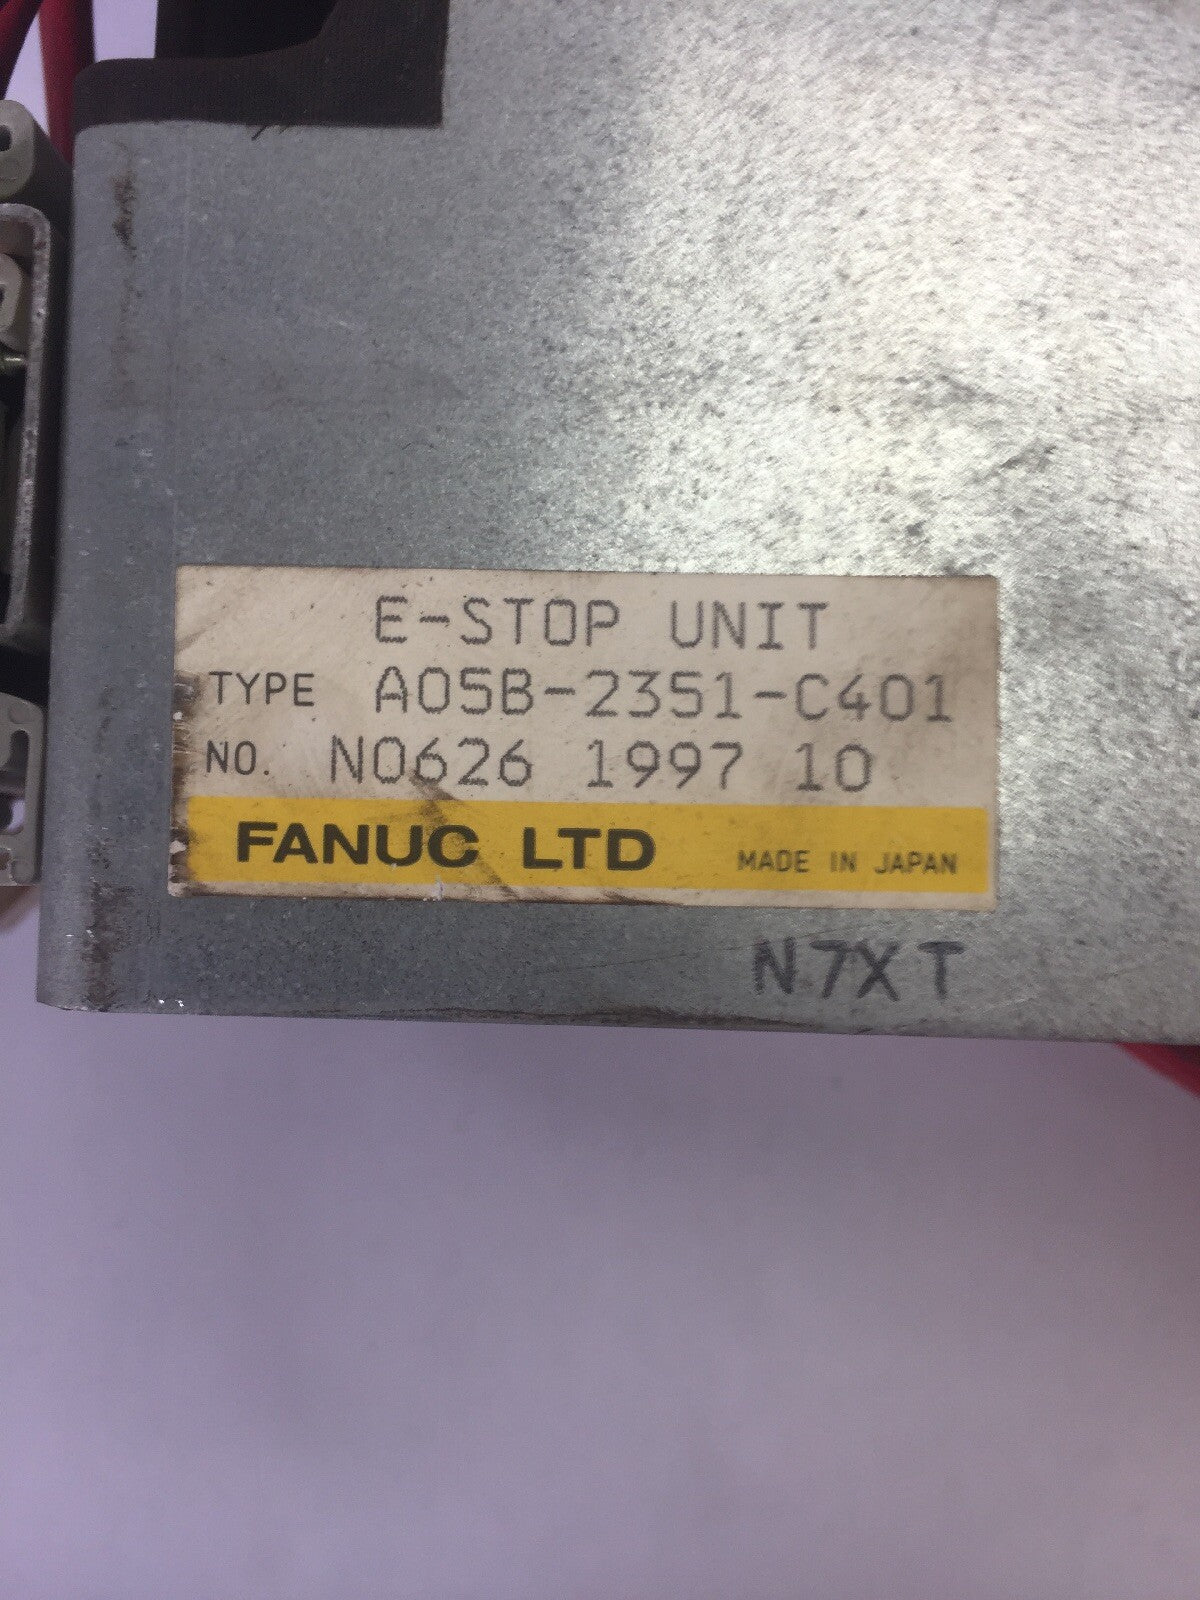 E-STOP UNIT
TYPE A05B-2351-C401
NO. N0626 1997 10
FANUC LTD MADE IN JAPAN
N7XT